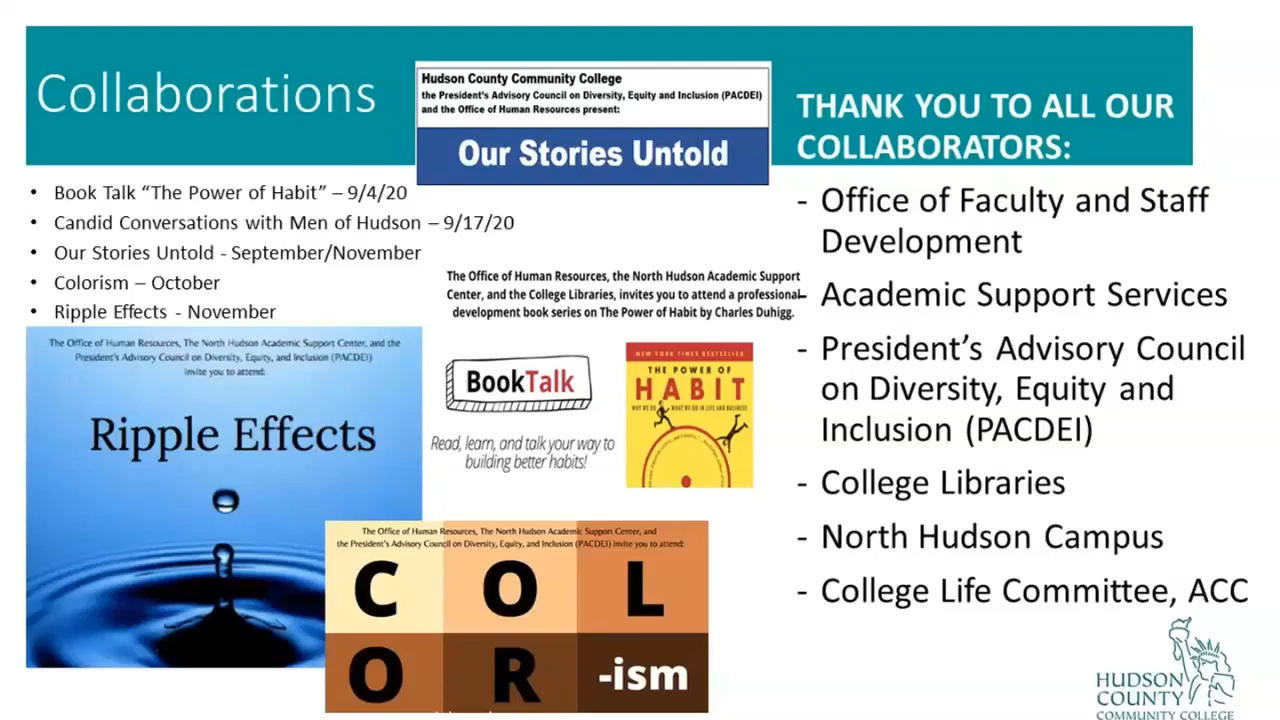 Collaborations
• Book Talk “The Power of Habit” – 9/4/20
• Candid Conversations with Men of Hudson – 9/17/20
• Our Stories Untold - September/November
• Colorism – October
• Ripple Effects - November
Hudson County Community College
the President's Advisory Council on Diversity, Equity and Inclusion (PACDEI)
and the Office of Human Resources present:
Our Stories Untold
The Office of Human Resources, the North Hudson Academic Support
Center, and the College Libraries, invites you to attend a professional
development book series on The Power of Habit by Charles Duhigg.
BookTalk
Read, learn, and talk your way to
building better habits!
NEW YORK TIMES BESTSELLER
THE POWER OF
HABIT
WHY WE DO WHAT WE DO IN LIFE AND BUSINESS
The Office of Human Resources, The North Hudson Academic Support Center, and the
President's Advisory Council on Diversity, Equity, and Inclusion (PACDEI)
invite you to attend:
Ripple Effects
The Office of Human Resources, The North Hudson Academic Support Center, and
the President's Advisory Council on Diversity, Equity, and Inclusion (PACDEI) invite you to attend:
C O L
O R -ism
THANK YOU TO ALL OUR
COLLABORATORS:
- Office of Faculty and Staff
Development
- Academic Support Services
- President’s Advisory Council
on Diversity, Equity and
Inclusion (PACDEI)
- College Libraries
- North Hudson Campus
- College Life Committee, ACC
HUDSON
COUNTY
COMMUNITY COLLEGE